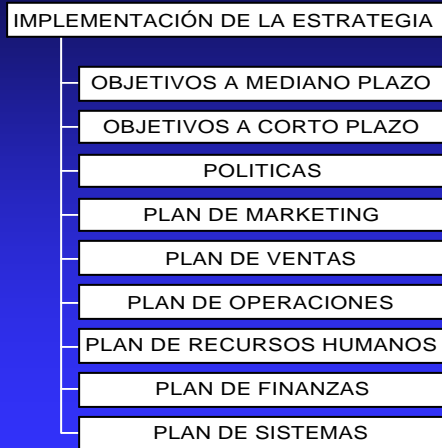 IMPLEMENTACIÓN DE LA ESTRATEGIA
OBJETIVOS A MEDIANO PLAZO
OBJETIVOS A CORTO PLAZO
POLITICAS
PLAN DE MARKETING
PLAN DE VENTAS
PLAN DE OPERACIONES
PLAN DE RECURSOS HUMANOS
PLAN DE FINANZAS
PLAN DE SISTEMAS